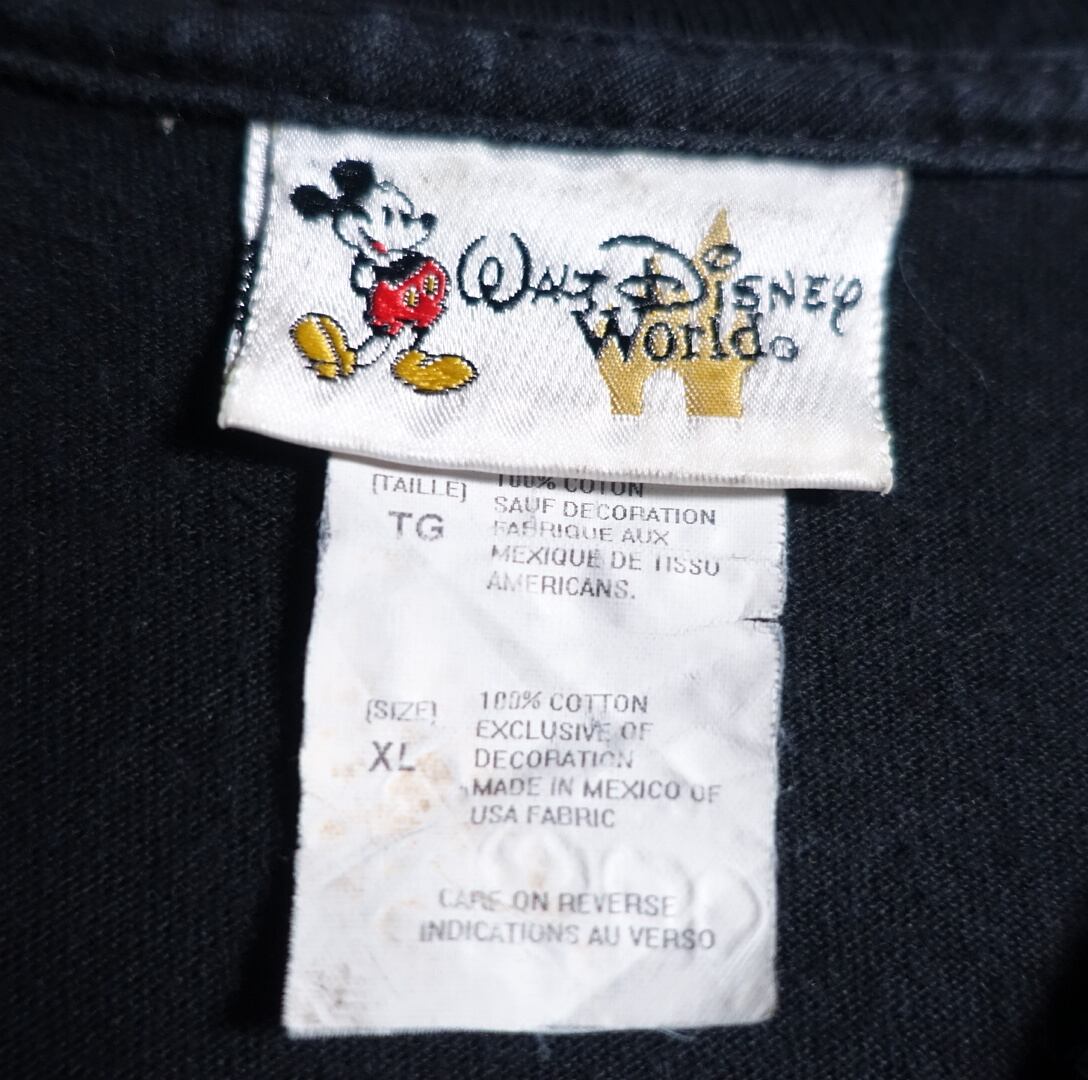 WALT DISNEY
World®
[TAILLE] 100% COTON
SAUF DECORATION
TG FABRIQUE AUX
MEXIQUE DE TISSU
AMERICANS.
[SIZE] 100% COTTON
EXCLUSIVE OF
XL DECORATION
MADE IN MEXICO OF
USA FABRIC
CARE ON REVERSE
INDICATIONS AU VERSO